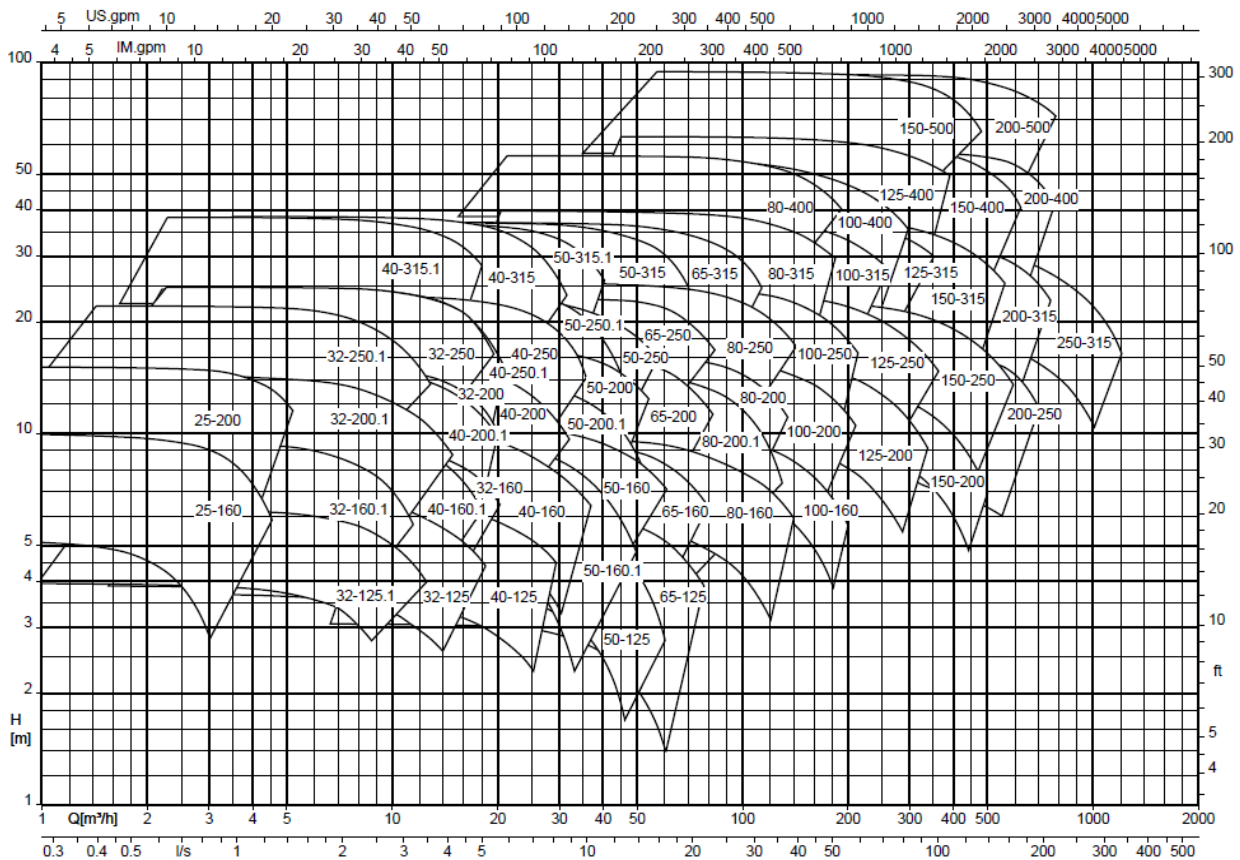 5 US.gpm 10 20 30 40 50 100 200 300 400 500 1000 2000 3000 4000 5000
4 5 IM.gpm 10 20 30 40 50 100 200 300 400 500 1000 2000 3000 4000 5000
100 300
150-500 200-500
200
50
125-400 200-400
40 80-400 150-400
100-400
100
30 50-315.1
40-315.1 40-315 50-315 65-315 80-315 100-315 125-315
150-315
200-315
20 50-250.1
65-250 250-315
32-250.1 32-250 40-250 50-250 80-250 100-250 50
40-250.1 125-250
150-250
32-200 50-200 80-200 40
25-200 32-200.1 40-200 50-200.1 65-200 200-250
10 40-200.1 80-200.1 100-200 30
125-200
32-160 50-160 150-200
25-160 32-160.1 40-160.1 40-160 65-160 80-160 100-160 20
5
4 50-160.1
32-125.1 32-125 40-125 65-125
3 50-125 10
ft
2
H
[m] 5
4
1
1 Q[m³/h] 2 3 4 5 10 20 30 40 50 100 200 300 400 500 1000 2000
0.3 0.4 0.5 l/s 1 2 3 4 5 10 20 30 40 50 100 200 300 400 500